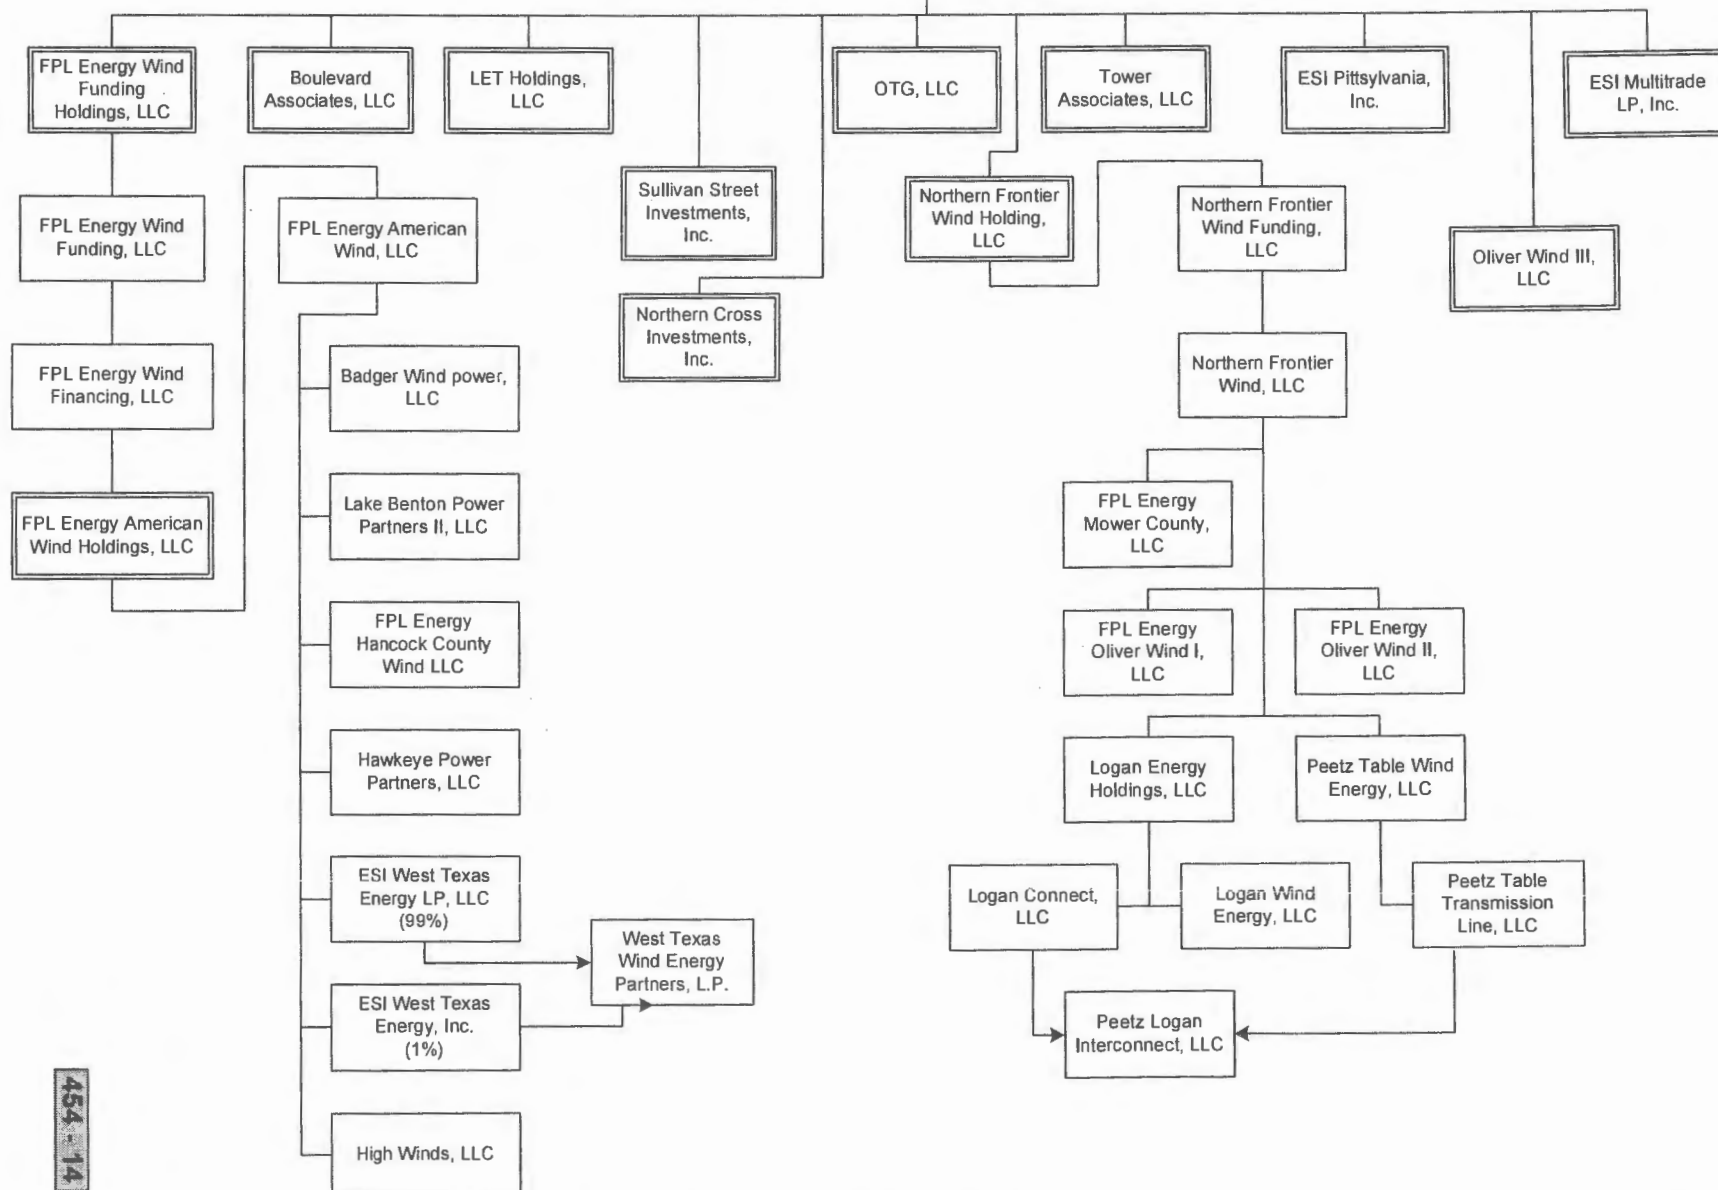 FPL Energy Wind
Funding
Holdings, LLC
Boulevard
Associates, LLC
LET Holdings,
LLC
OTG, LLC
Tower
Associates, LLC
ESI Pittsylvania,
Inc.
ESI Multitrade
LP, Inc.
FPL Energy Wind
Funding, LLC
FPL Energy American
Wind, LLC
Sullivan Street
Investments,
Inc.
Northern Frontier
Wind Holding,
LLC
Northern Frontier
Wind Funding,
LLC
Oliver Wind III,
LLC
Northern Cross
Investments,
Inc.
FPL Energy Wind
Financing, LLC
Badger Wind power,
LLC
Northern Frontier
Wind, LLC
FPL Energy American
Wind Holdings, LLC
Lake Benton Power
Partners II, LLC
FPL Energy
Mower County,
LLC
FPL Energy
Hancock County
Wind LLC
FPL Energy
Oliver Wind I,
LLC
FPL Energy
Oliver Wind II,
LLC
Hawkeye Power
Partners, LLC
Logan Energy
Holdings, LLC
Peetz Table Wind
Energy, LLC
ESI West Texas
Energy LP, LLC
(99%)
West Texas
Wind Energy
Partners, L.P.
Logan Connect,
LLC
Logan Wind
Energy, LLC
Peetz Table
Transmission
Line, LLC
ESI West Texas
Energy, Inc.
(1%)
Peetz Logan
Interconnect, LLC
High Winds, LLC
454 - 14